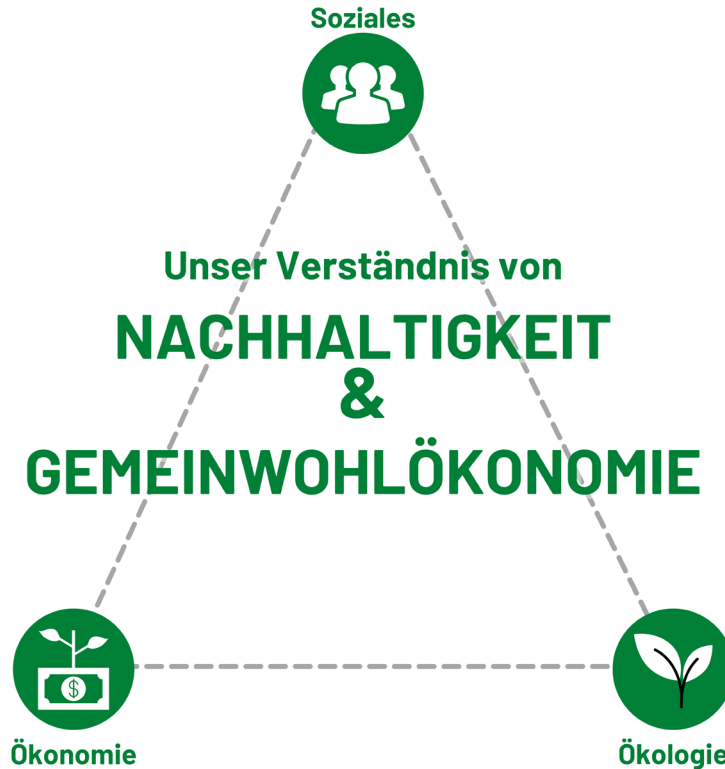 Soziales
Unser Verständnis von
NACHHALTIGKEIT
&
GEMEINWOHLÖKONOMIE
$
Ökonomie
Ökologie